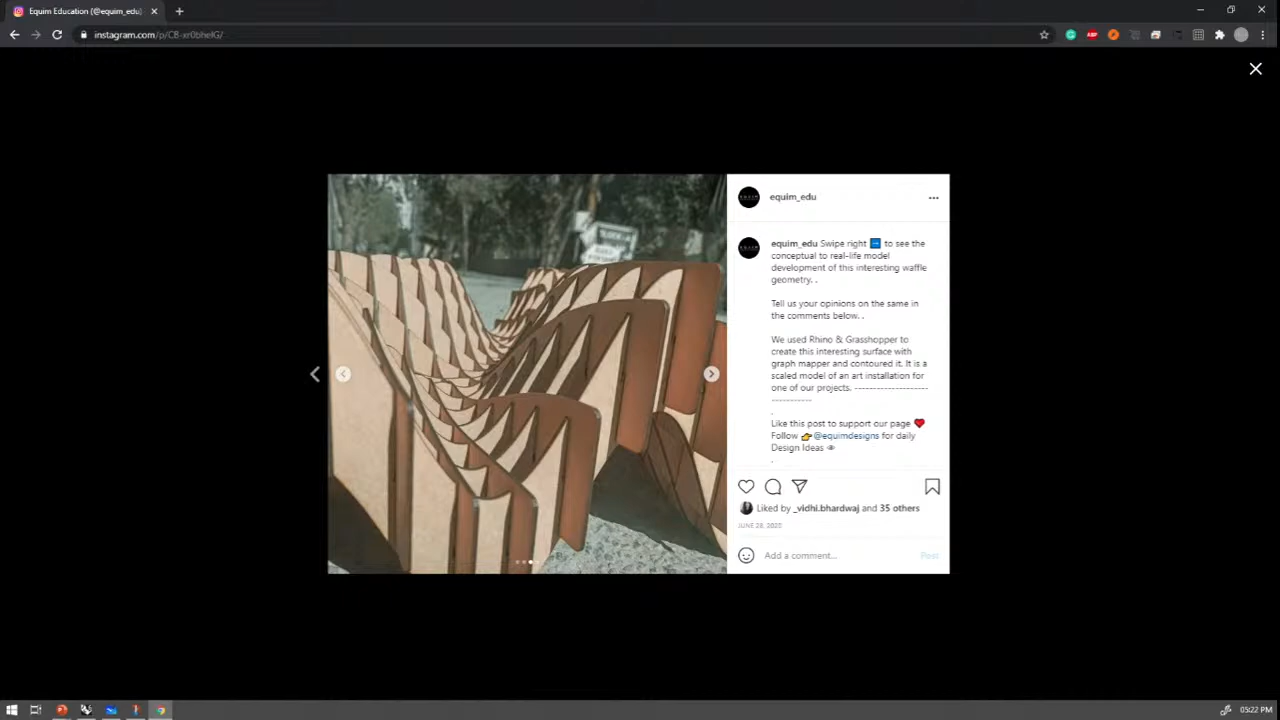 Equim Education (@equim_edu)
instagram.com/p/CB-xr0bhelG/
ABP
equim_edu
equim_edu Swipe right ➡ to see the
conceptual to real-life model
development of this interesting waffle
geometry. .
Tell us your opinions on the same in
the comments below. .
We used Rhino & Grasshopper to
create this interesting surface with
graph mapper and contoured it. It is a
scaled model of an art installation for
one of our projects. ---------------------
-----------
.
Like this post to support our page ❤
Follow 👉@equimdesigns for daily
Design Ideas 👁
.
Liked by _vidhi.bhardwaj and 35 others
JUNE 28, 2020
Add a comment...
Post
05:22 PM